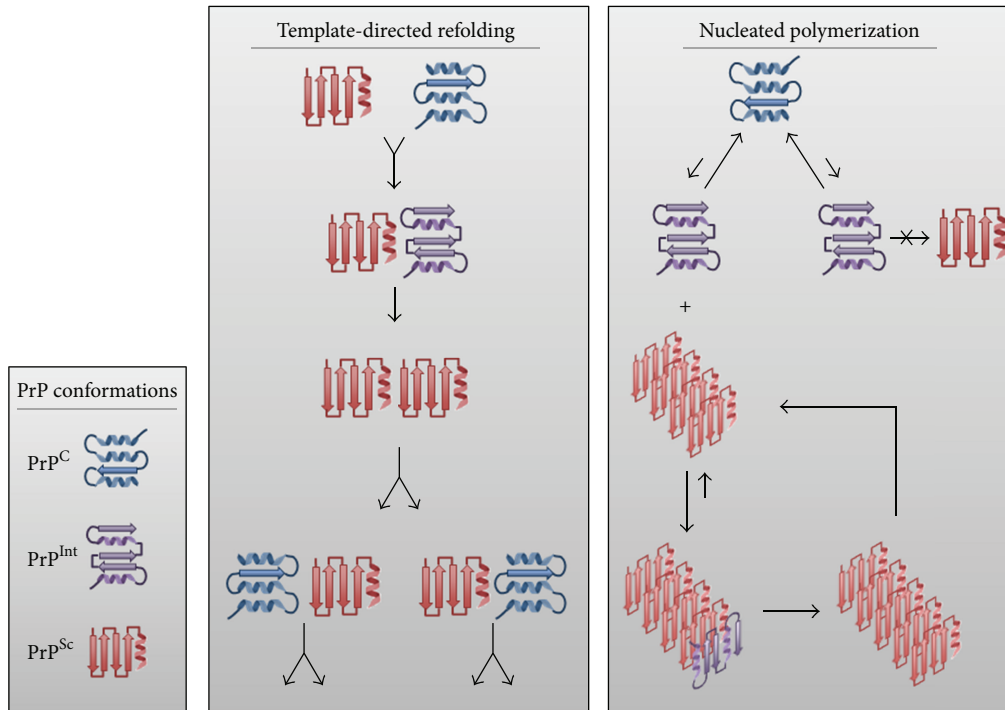 Template-directed refolding
Nucleated polymerization
+
PrP conformations
PrP^C
PrP^Int
PrP^Sc